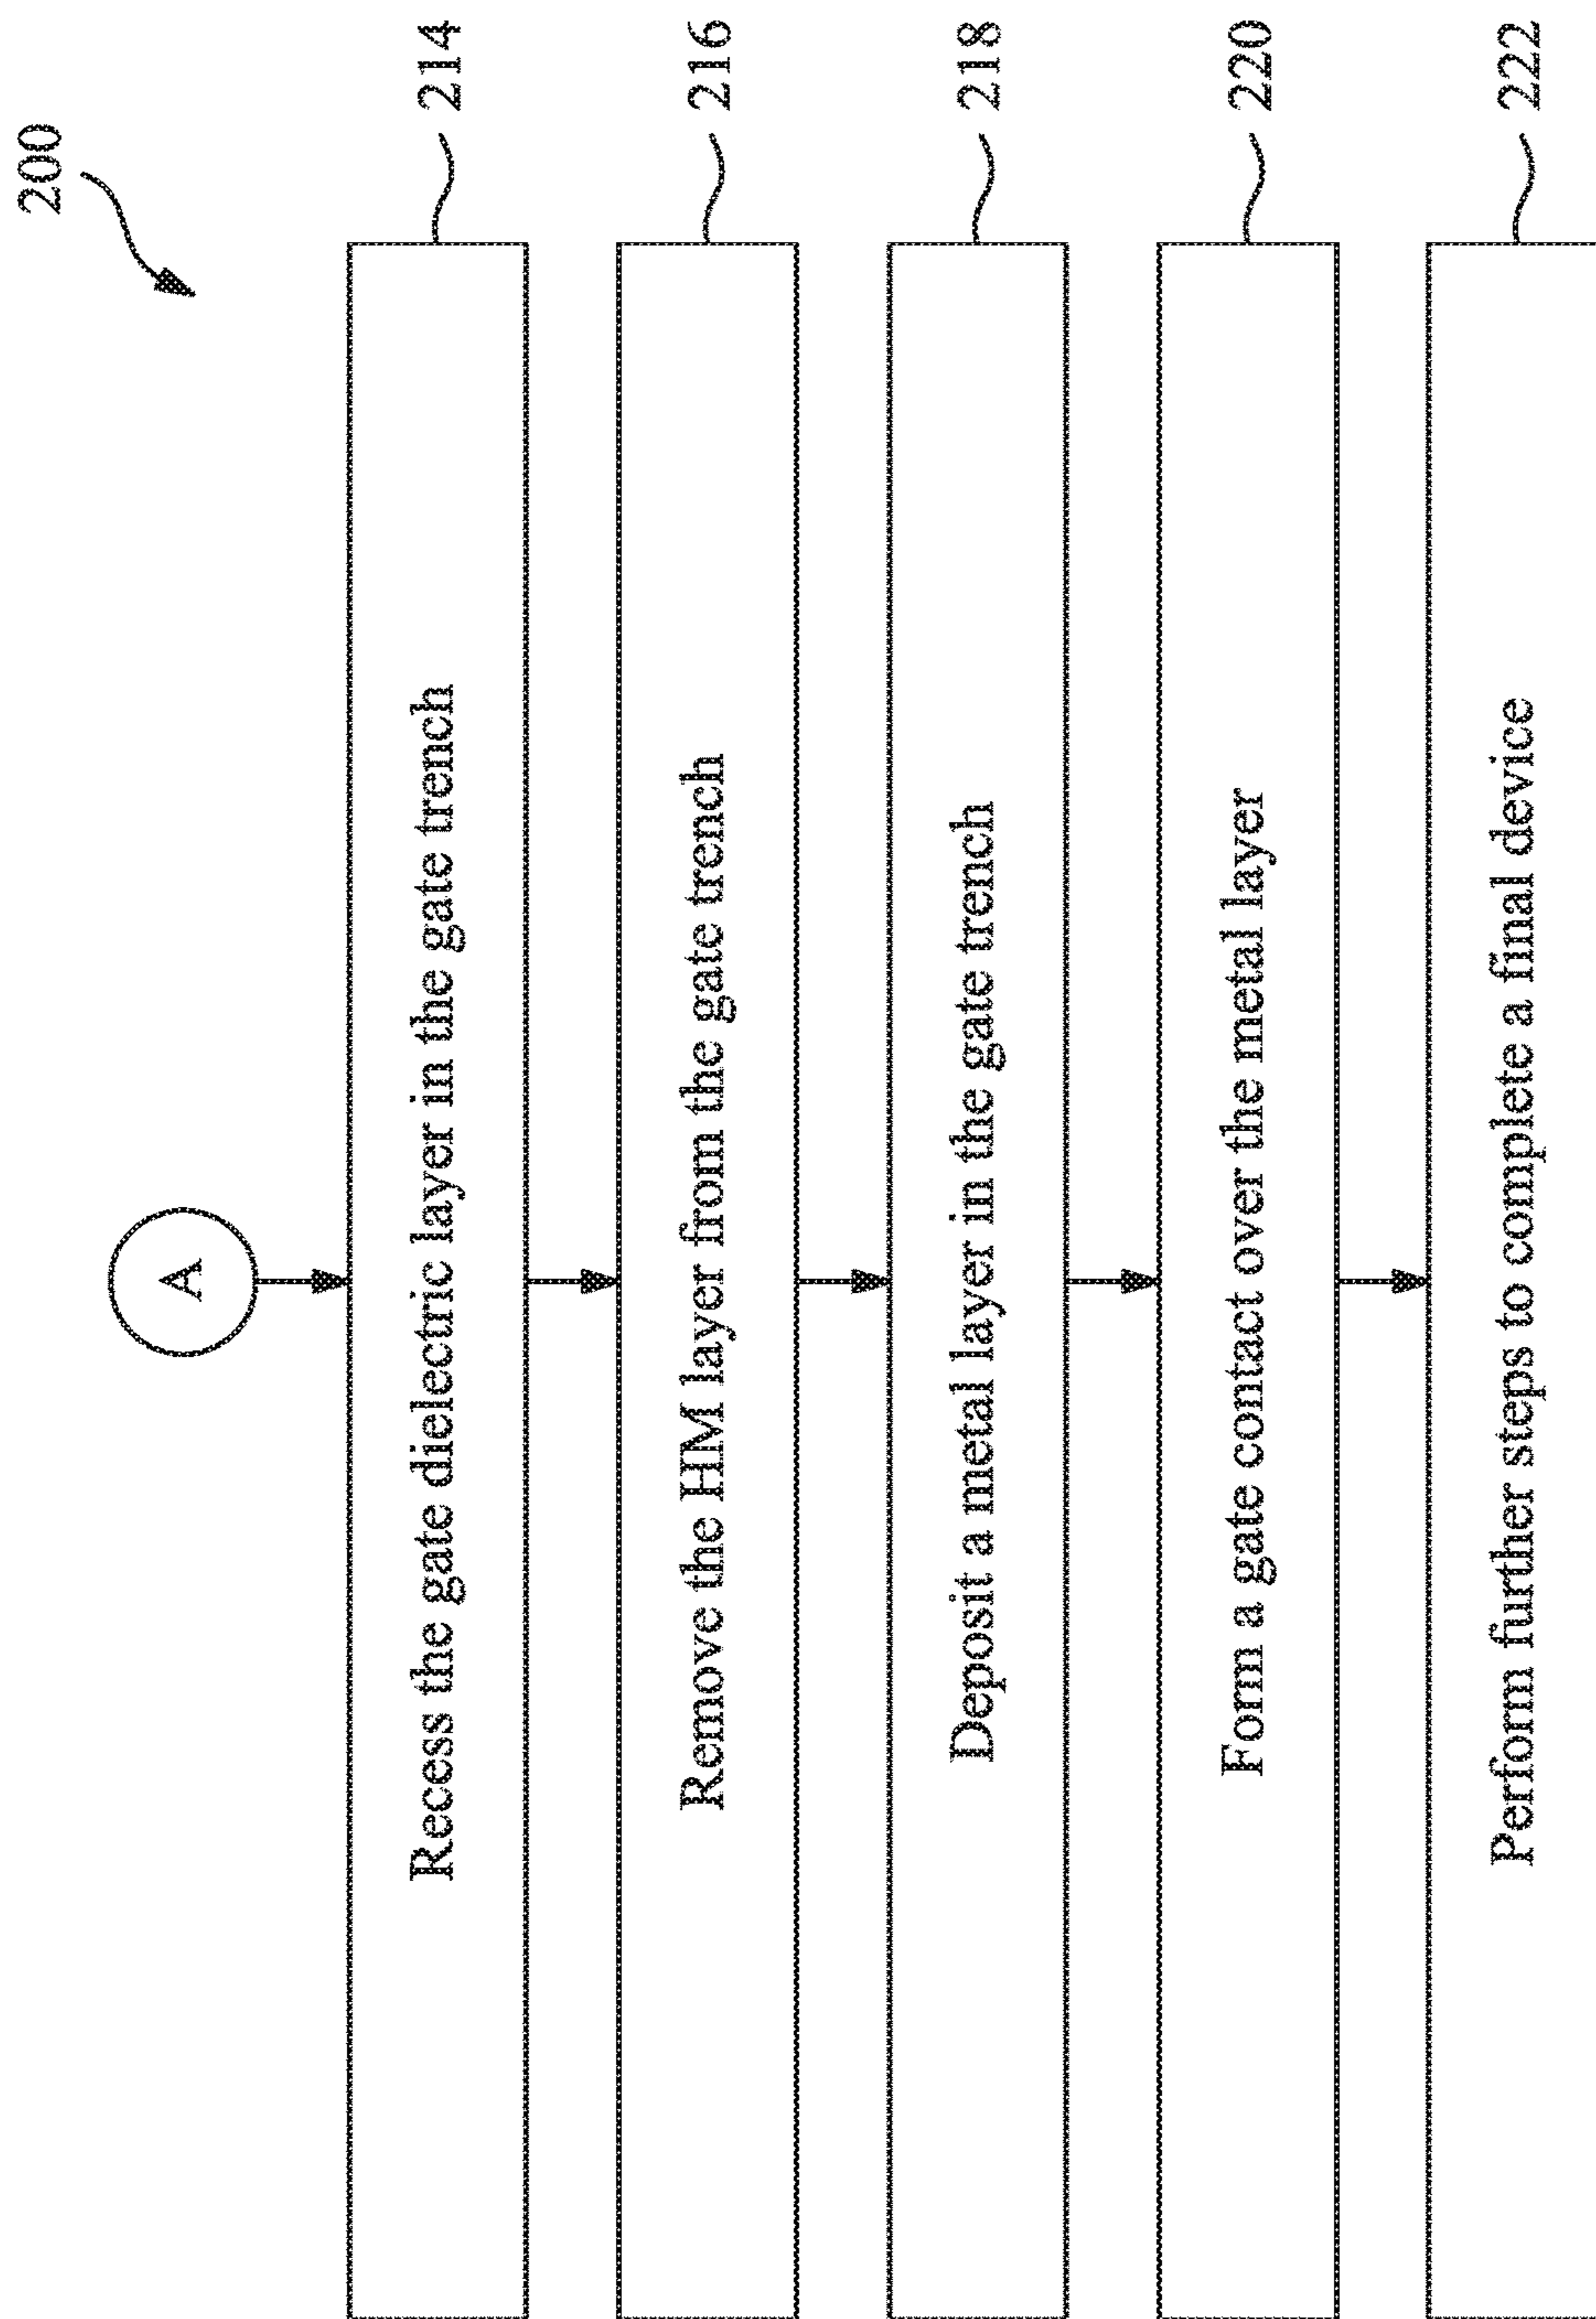 200
A
Recess the gate dielectric layer in the gate trench
214
Remove the HM layer from the gate trench
216
Deposit a metal layer in the gate trench
218
Form a gate contact over the metal layer
220
Perform further steps to complete a final device
222